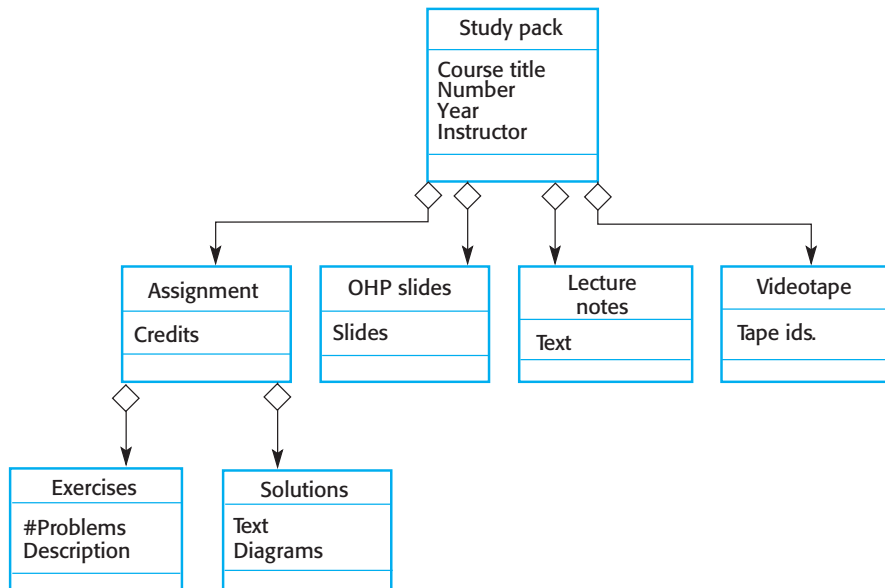 Study pack
Course title
Number
Year
Instructor
Assignment
Credits
OHP slides
Slides
Lecture
notes
Text
Videotape
Tape ids.
Exercises
#Problems
Description
Solutions
Text
Diagrams